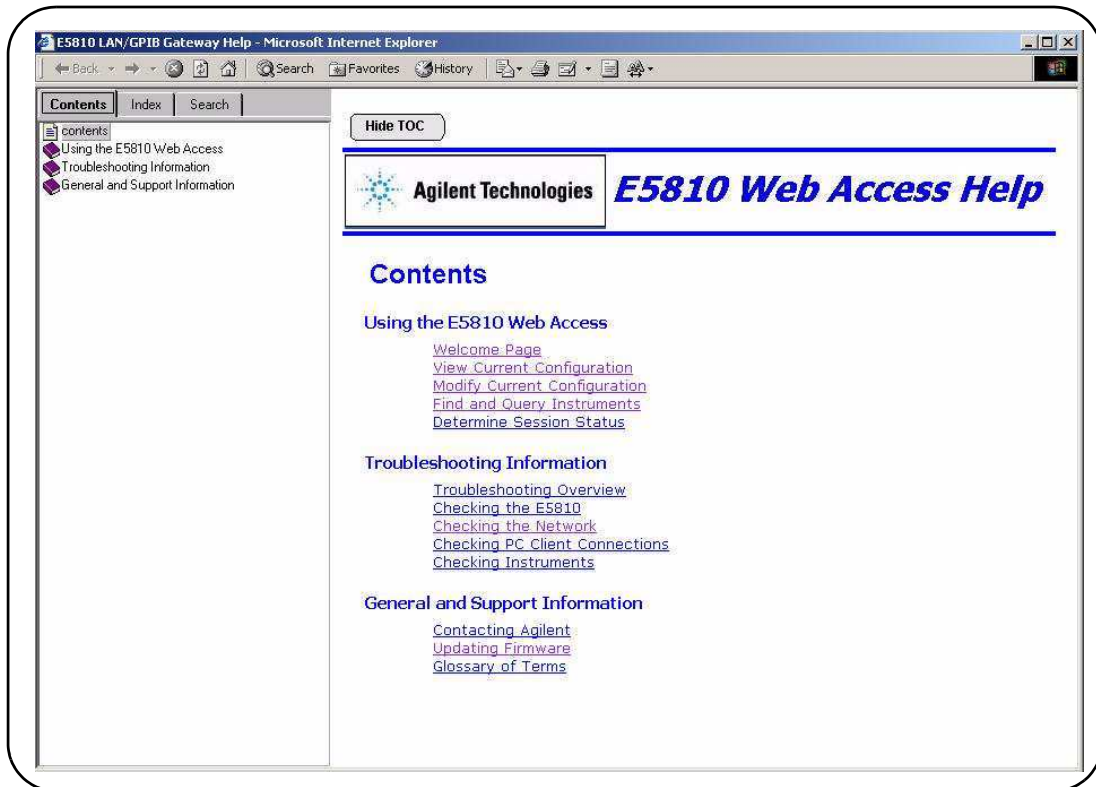 E5810 LAN/GPIB Gateway Help - Microsoft Internet Explorer
Back Search Favorites History
Contents Index Search
contents
Using the E5810 Web Access
Troubleshooting Information
General and Support Information
Hide TOC
Agilent Technologies
E5810 Web Access Help
Contents
Using the E5810 Web Access
Welcome Page
View Current Configuration
Modify Current Configuration
Find and Query Instruments
Determine Session Status
Troubleshooting Information
Troubleshooting Overview
Checking the E5810
Checking the Network
Checking PC Client Connections
Checking Instruments
General and Support Information
Contacting Agilent
Updating Firmware
Glossary of Terms